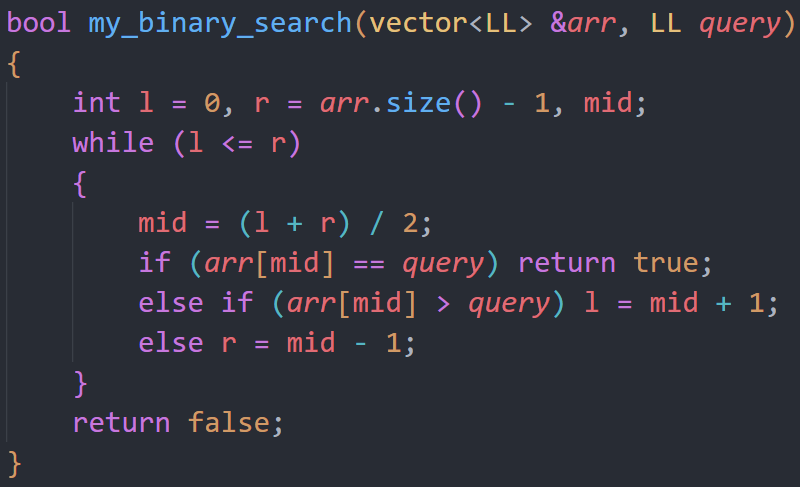 bool my_binary_search(vector<LL> &arr, LL query)
{
    int l = 0, r = arr.size() - 1, mid;
    while (l <= r)
    {
        mid = (l + r) / 2;
        if (arr[mid] == query) return true;
        else if (arr[mid] > query) l = mid + 1;
        else r = mid - 1;
    }
    return false;
}